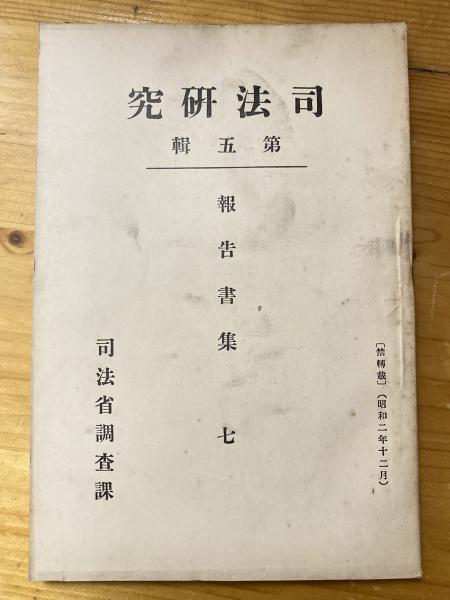 司法研究
第五輯
報告書集 七
司法省調査課
［禁轉載］（昭和二年十二月）